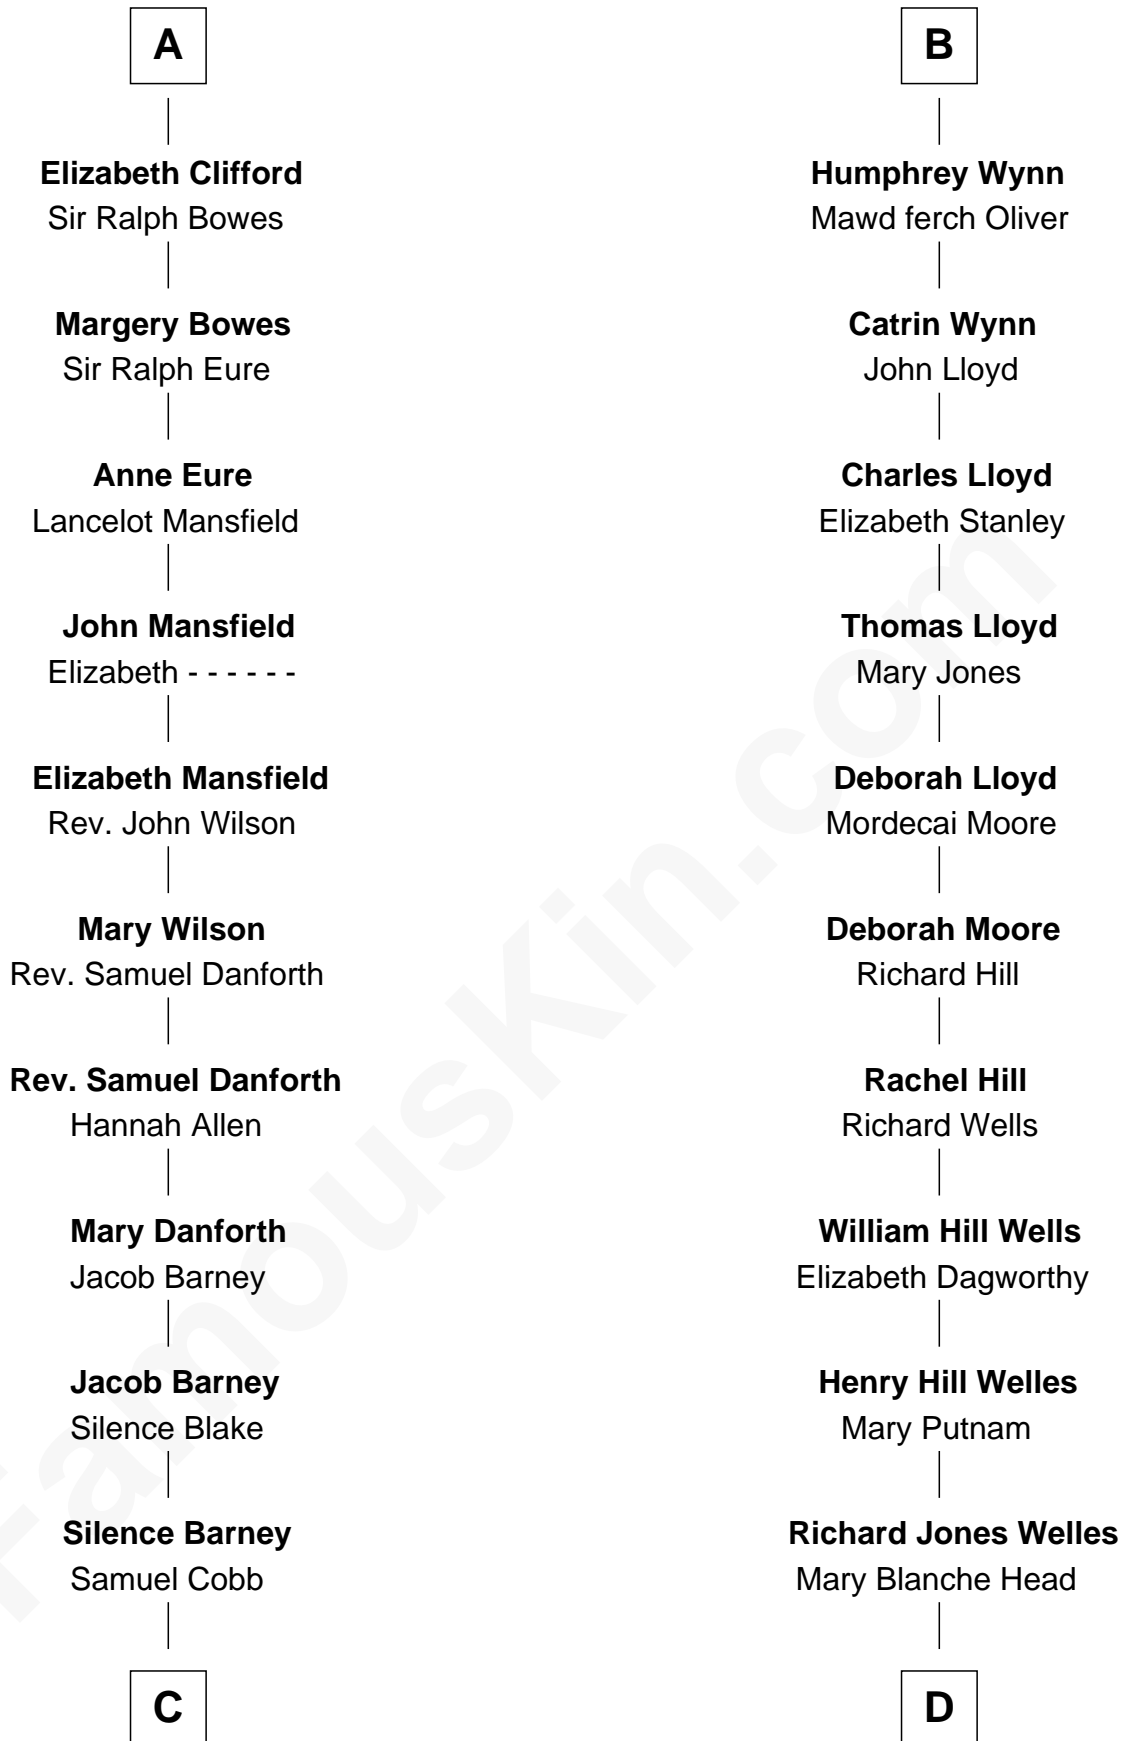 A
Elizabeth Clifford
Sir Ralph Bowes
Margery Bowes
Sir Ralph Eure
Anne Eure
Lancelot Mansfield
John Mansfield
Elizabeth - - - - - -
Elizabeth Mansfield
Rev. John Wilson
Mary Wilson
Rev. Samuel Danforth
Rev. Samuel Danforth
Hannah Allen
Mary Danforth
Jacob Barney
Jacob Barney
Silence Blake
Silence Barney
Samuel Cobb
C
B
Humphrey Wynn
Mawd ferch Oliver
Catrin Wynn
John Lloyd
Charles Lloyd
Elizabeth Stanley
Thomas Lloyd
Mary Jones
Deborah Lloyd
Mordecai Moore
Deborah Moore
Richard Hill
Rachel Hill
Richard Wells
William Hill Wells
Elizabeth Dagworthy
Henry Hill Welles
Mary Putnam
Richard Jones Welles
Mary Blanche Head
D
FamousKin.com